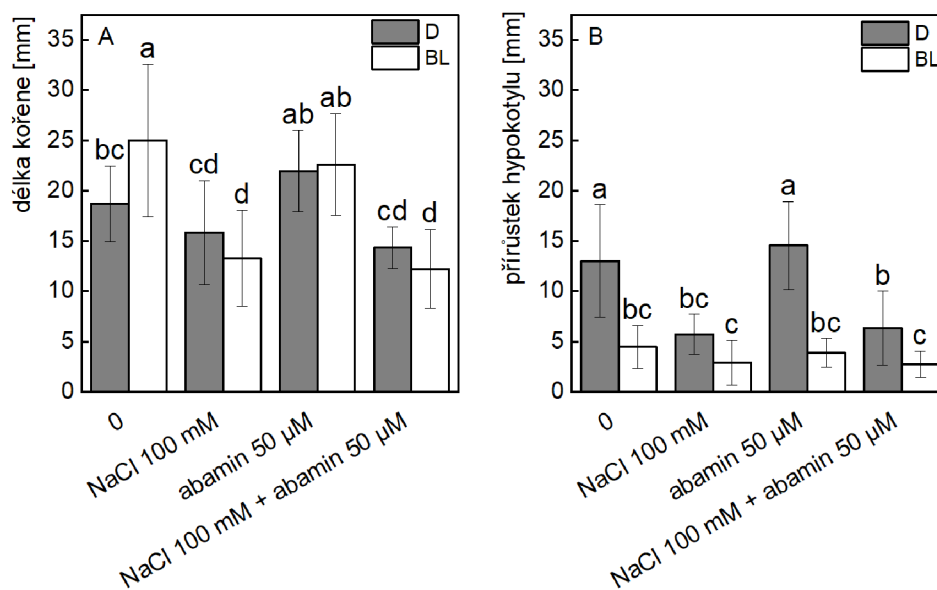 délka kořene [mm]
35
30
25
20
15
10
5
0
A
D
BL
bc
a
cd
d
ab
ab
cd
d
0
NaCl 100 mM
abamin 50 µM
NaCl 100 mM + abamin 50 µM
přírůstek hypokotylu [mm]
35
30
25
20
15
10
5
0
B
D
BL
a
bc
bc
c
a
bc
b
c
0
NaCl 100 mM
abamin 50 µM
NaCl 100 mM + abamin 50 µM